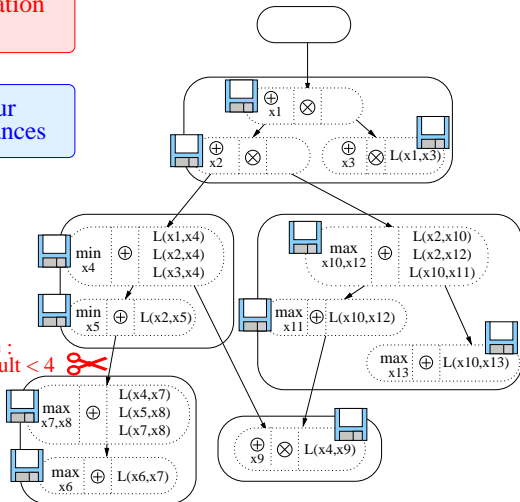 ation
ur
ances
⊕
x1
⊗
⊕
x2
⊗
⊕
x3
⊗
L(x1,x3)
min
x4
⊕
L(x1,x4)
L(x2,x4)
L(x3,x4)
max
x10,x12
⊕
L(x2,x10)
L(x2,x12)
L(x10,x11)
min
x5
⊕
L(x2,x5)
max
x11
⊕
L(x10,x12)
:
ult < 4
max
x13
⊕
L(x10,x13)
max
x7,x8
⊕
L(x4,x7)
L(x5,x8)
L(x7,x8)
⊕
x9
⊗
L(x4,x9)
max
x6
⊕
L(x6,x7)